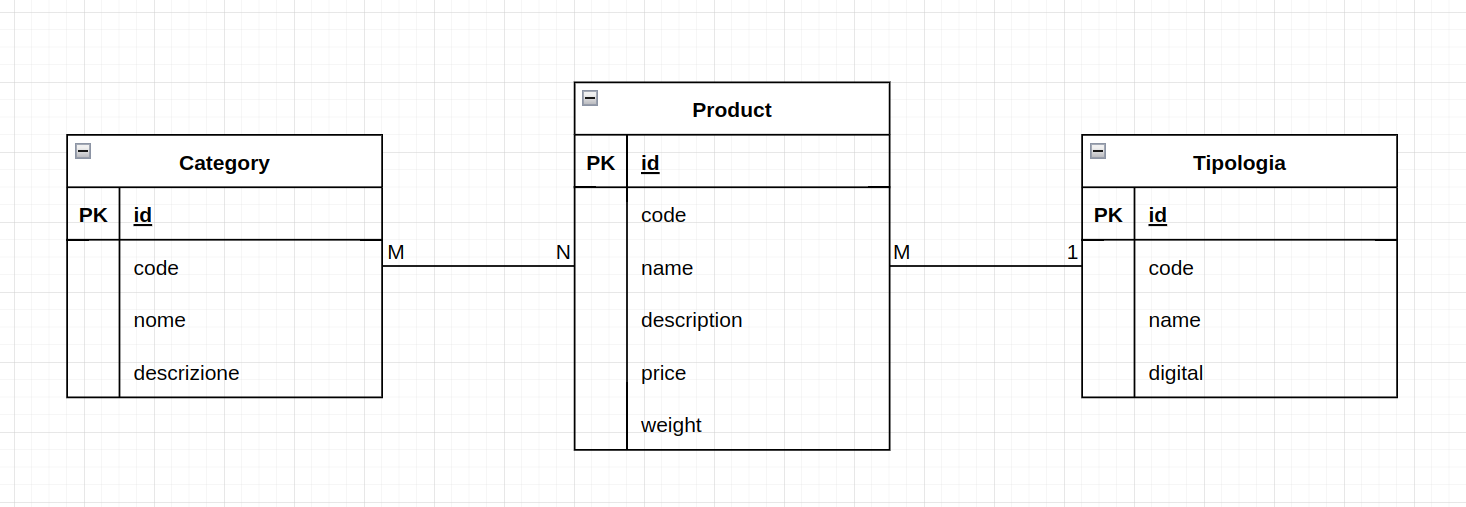 Category
PK id
code
nome
descrizione
M N
Product
PK id
code
name
description
price
weight
M 1
Tipologia
PK id
code
name
digital